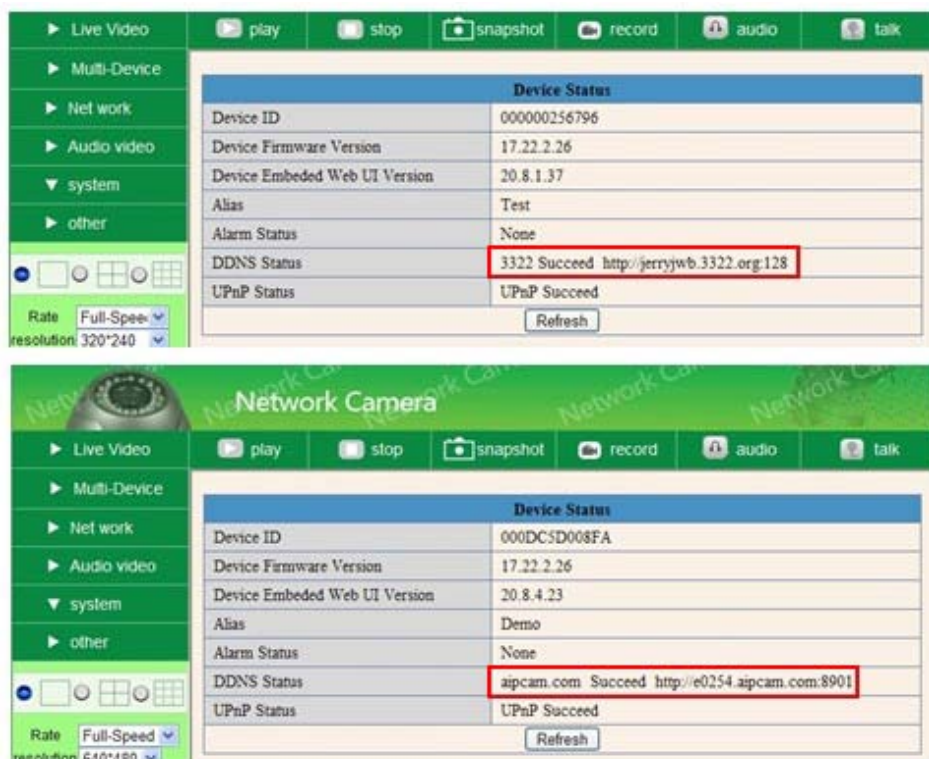 Live Video play stop snapshot record audio talk
Multi-Device
Device Status
Net work
Device ID 000000256796
Audio video
Device Firmware Version 17.22.2.26
Device Embeded Web UI Version 20.8.1.37
system
Alias Test
other
Alarm Status None
DDNS Status 3322 Succeed http://jerryjwb.3322.org:128
UPnP Status UPnP Succeed
Rate Full-Spee
Refresh
resolution 320*240
Network Camera
Network Camera Network Camera Network Camera
Live Video play stop snapshot record audio talk
Multi-Device
Device Status
Net work
Device ID 000DC5D008FA
Audio video
Device Firmware Version 17.22.2.26
Device Embeded Web UI Version 20.8.4.23
system
Alias Demo
other
Alarm Status None
DDNS Status aipcam.com Succeed http://e0254.aipcam.com:8901
UPnP Status UPnP Succeed
Rate Full-Speed
Refresh
resolution 640*480